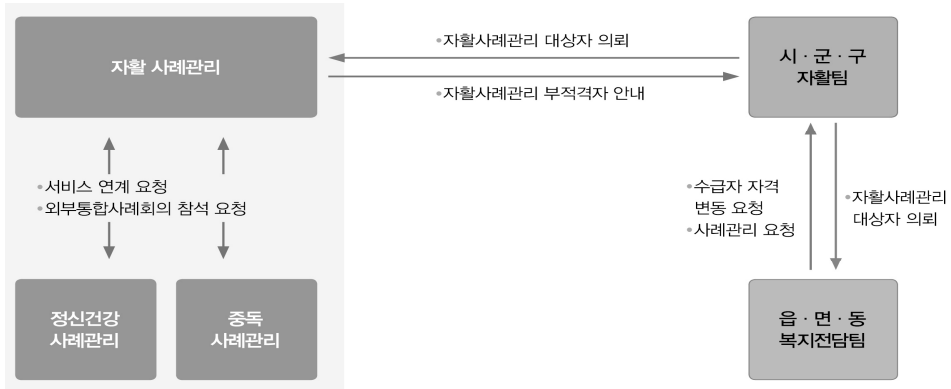 자활 사례관리
•자활사례관리 대상자 의뢰
•자활사례관리 부적격자 안내
시 · 군 · 구
자활팀
•서비스 연계 요청
•외부통합사례회의 참석 요청
•수급자 자격
변동 요청
•사례관리 요청
•자활사례관리
대상자 의뢰
정신건강
사례관리
중독
사례관리
읍 · 면 · 동
복지전담팀